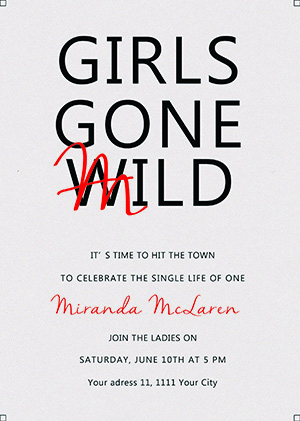 GIRLS
GONE
WILD
M
IT'S TIME TO HIT THE TOWN
TO CELEBRATE THE SINGLE LIFE OF ONE
Miranda McLaren
JOIN THE LADIES ON
SATURDAY, JUNE 10TH AT 5 PM
Your adress 11, 1111 Your City